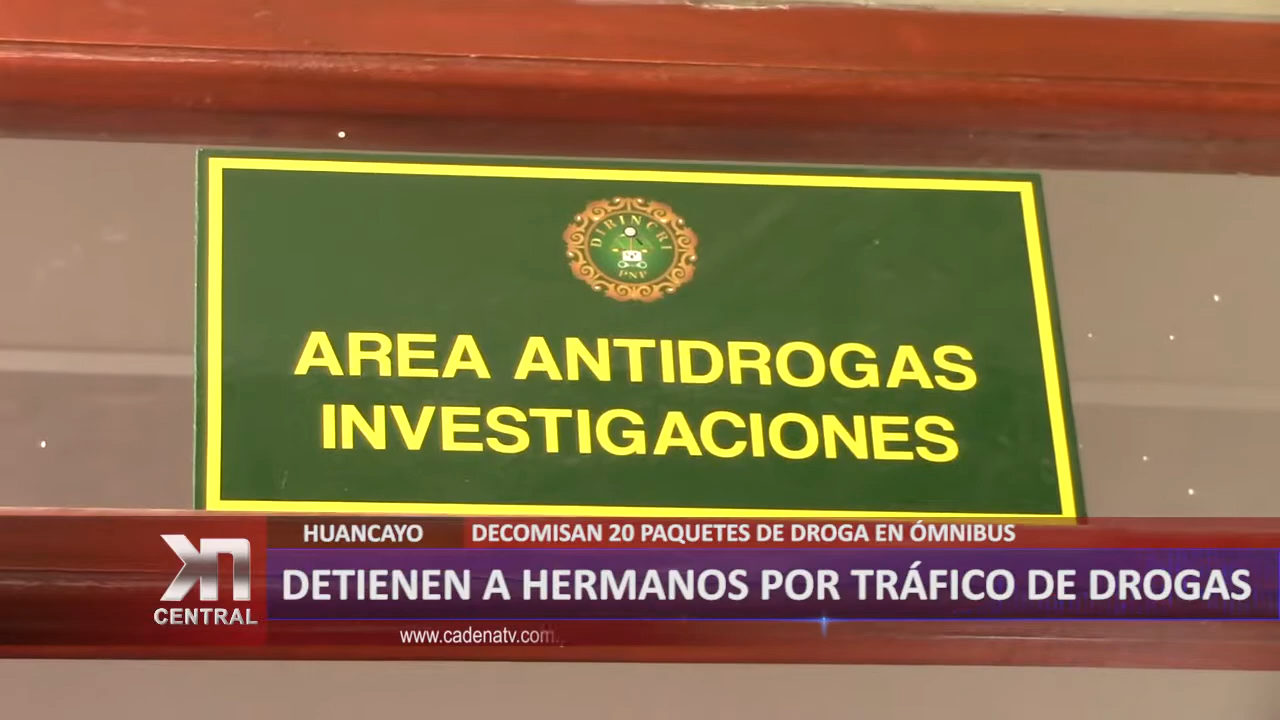 DIRINCRI
PNP
AREA ANTIDROGAS
INVESTIGACIONES
HUANCAYO DECOMISAN 20 PAQUETES DE DROGA EN ÓMNIBUS
DETIENEN A HERMANOS POR TRÁFICO DE DROGAS
CENTRAL
www.cadenatv.com